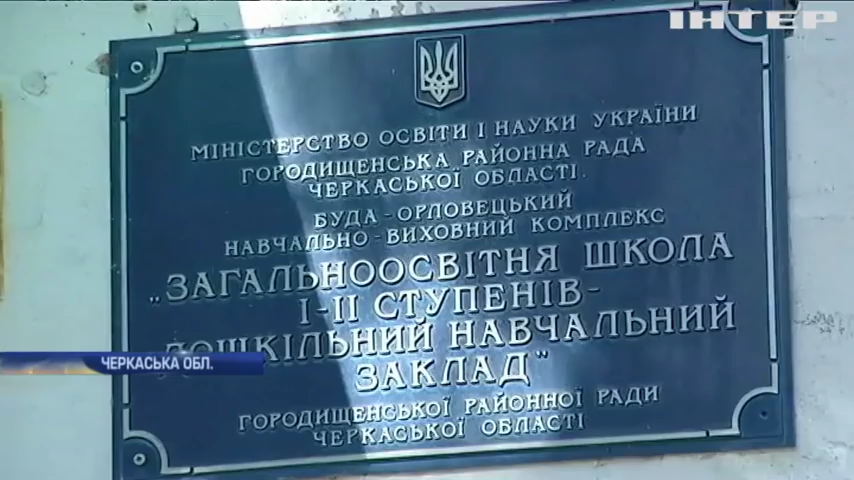 ІНТЕР
МІНІСТЕРСТВО ОСВІТИ І НАУКИ УКРАЇНИ
ГОРОДИЩЕНСЬКА РАЙОННА РАДА
ЧЕРКАСЬКОЇ ОБЛАСТІ
БУДА-ОРЛОВЕЦЬКИЙ
НАВЧАЛЬНО-ВИХОВНИЙ КОМПЛЕКС
„ЗАГАЛЬНООСВІТНЯ ШКОЛА
І-ІІ СТУПЕНІВ-
ДОШКІЛЬНИЙ НАВЧАЛЬНИЙ
ЗАКЛАД"
ГОРОДИЩЕНСЬКОЇ РАЙОННОЇ РАДИ
ЧЕРКАСЬКОЇ ОБЛАСТІ
ЧЕРКАСЬКА ОБЛ.